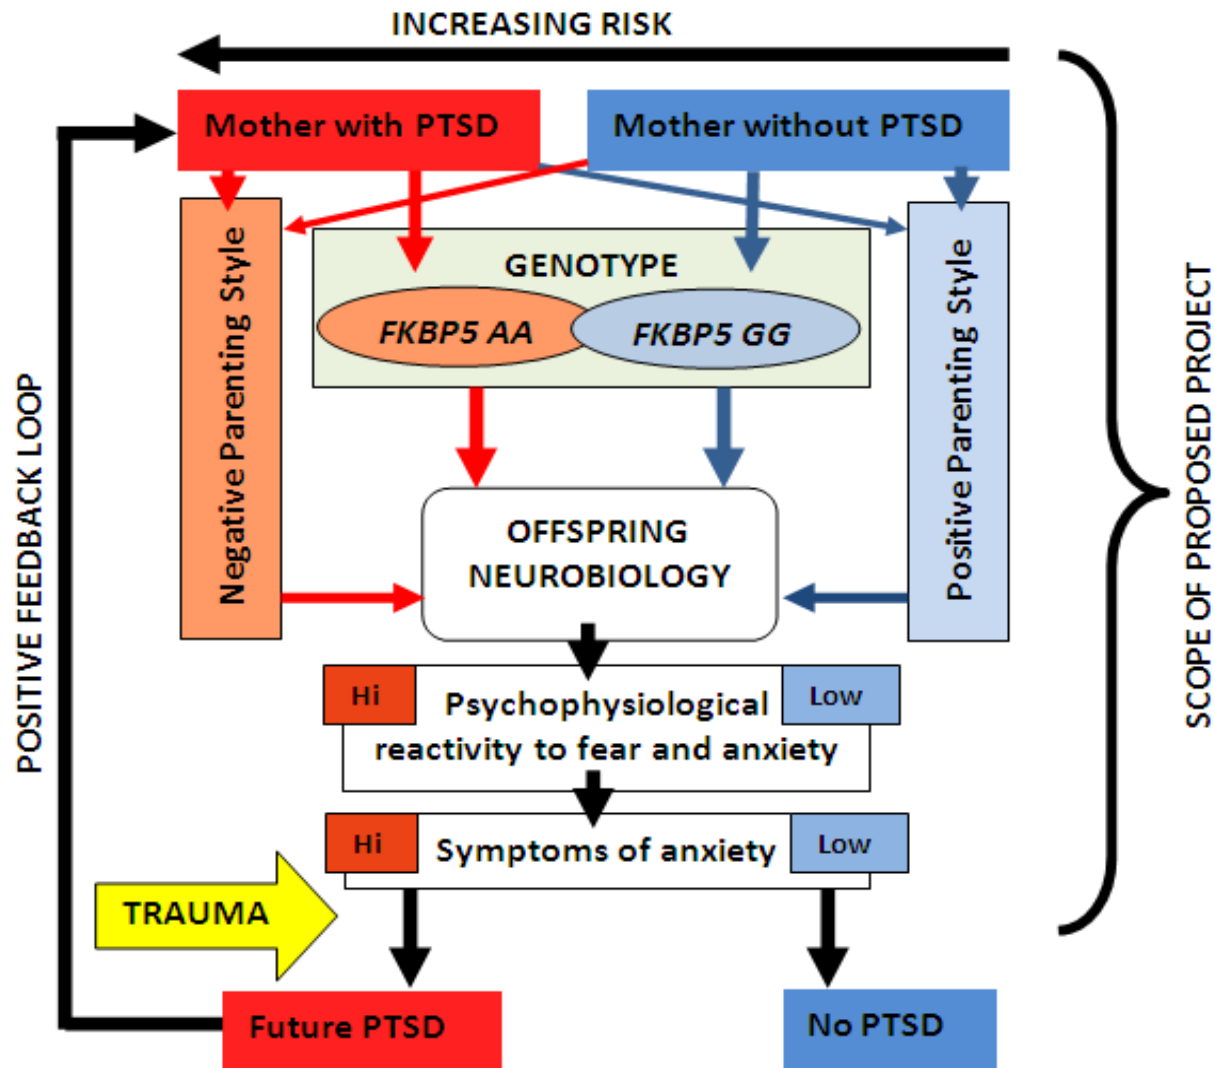 INCREASING RISK
Mother with PTSD
Mother without PTSD
Negative Parenting Style
GENOTYPE
FKBP5 AA
FKBP5 GG
Positive Parenting Style
POSITIVE FEEDBACK LOOP
SCOPE OF PROPOSED PROJECT
OFFSPRING
NEUROBIOLOGY
Hi
Psychophysiological
reactivity to fear and anxiety
Low
Hi
Symptoms of anxiety
Low
TRAUMA
Future PTSD
No PTSD